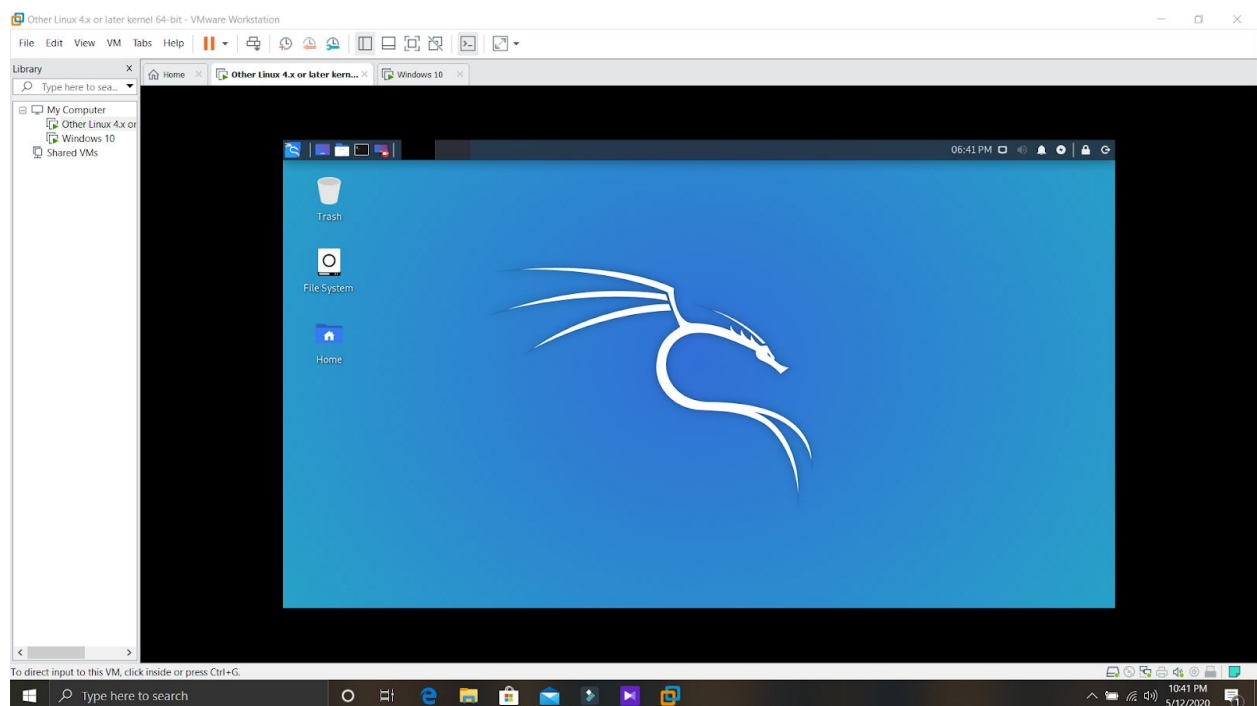 Other Linux 4.x or later kernel 64-bit - VMware Workstation
File Edit View VM Tabs Help
Library X
Type here to sea...
Home
Other Linux 4.x or later kern...
Windows 10
My Computer
Other Linux 4.x or
Windows 10
Shared VMs
06:41 PM
Trash
File System
Home
To direct input to this VM, click inside or press Ctrl+G.
Type here to search
10:41 PM
5/12/2020